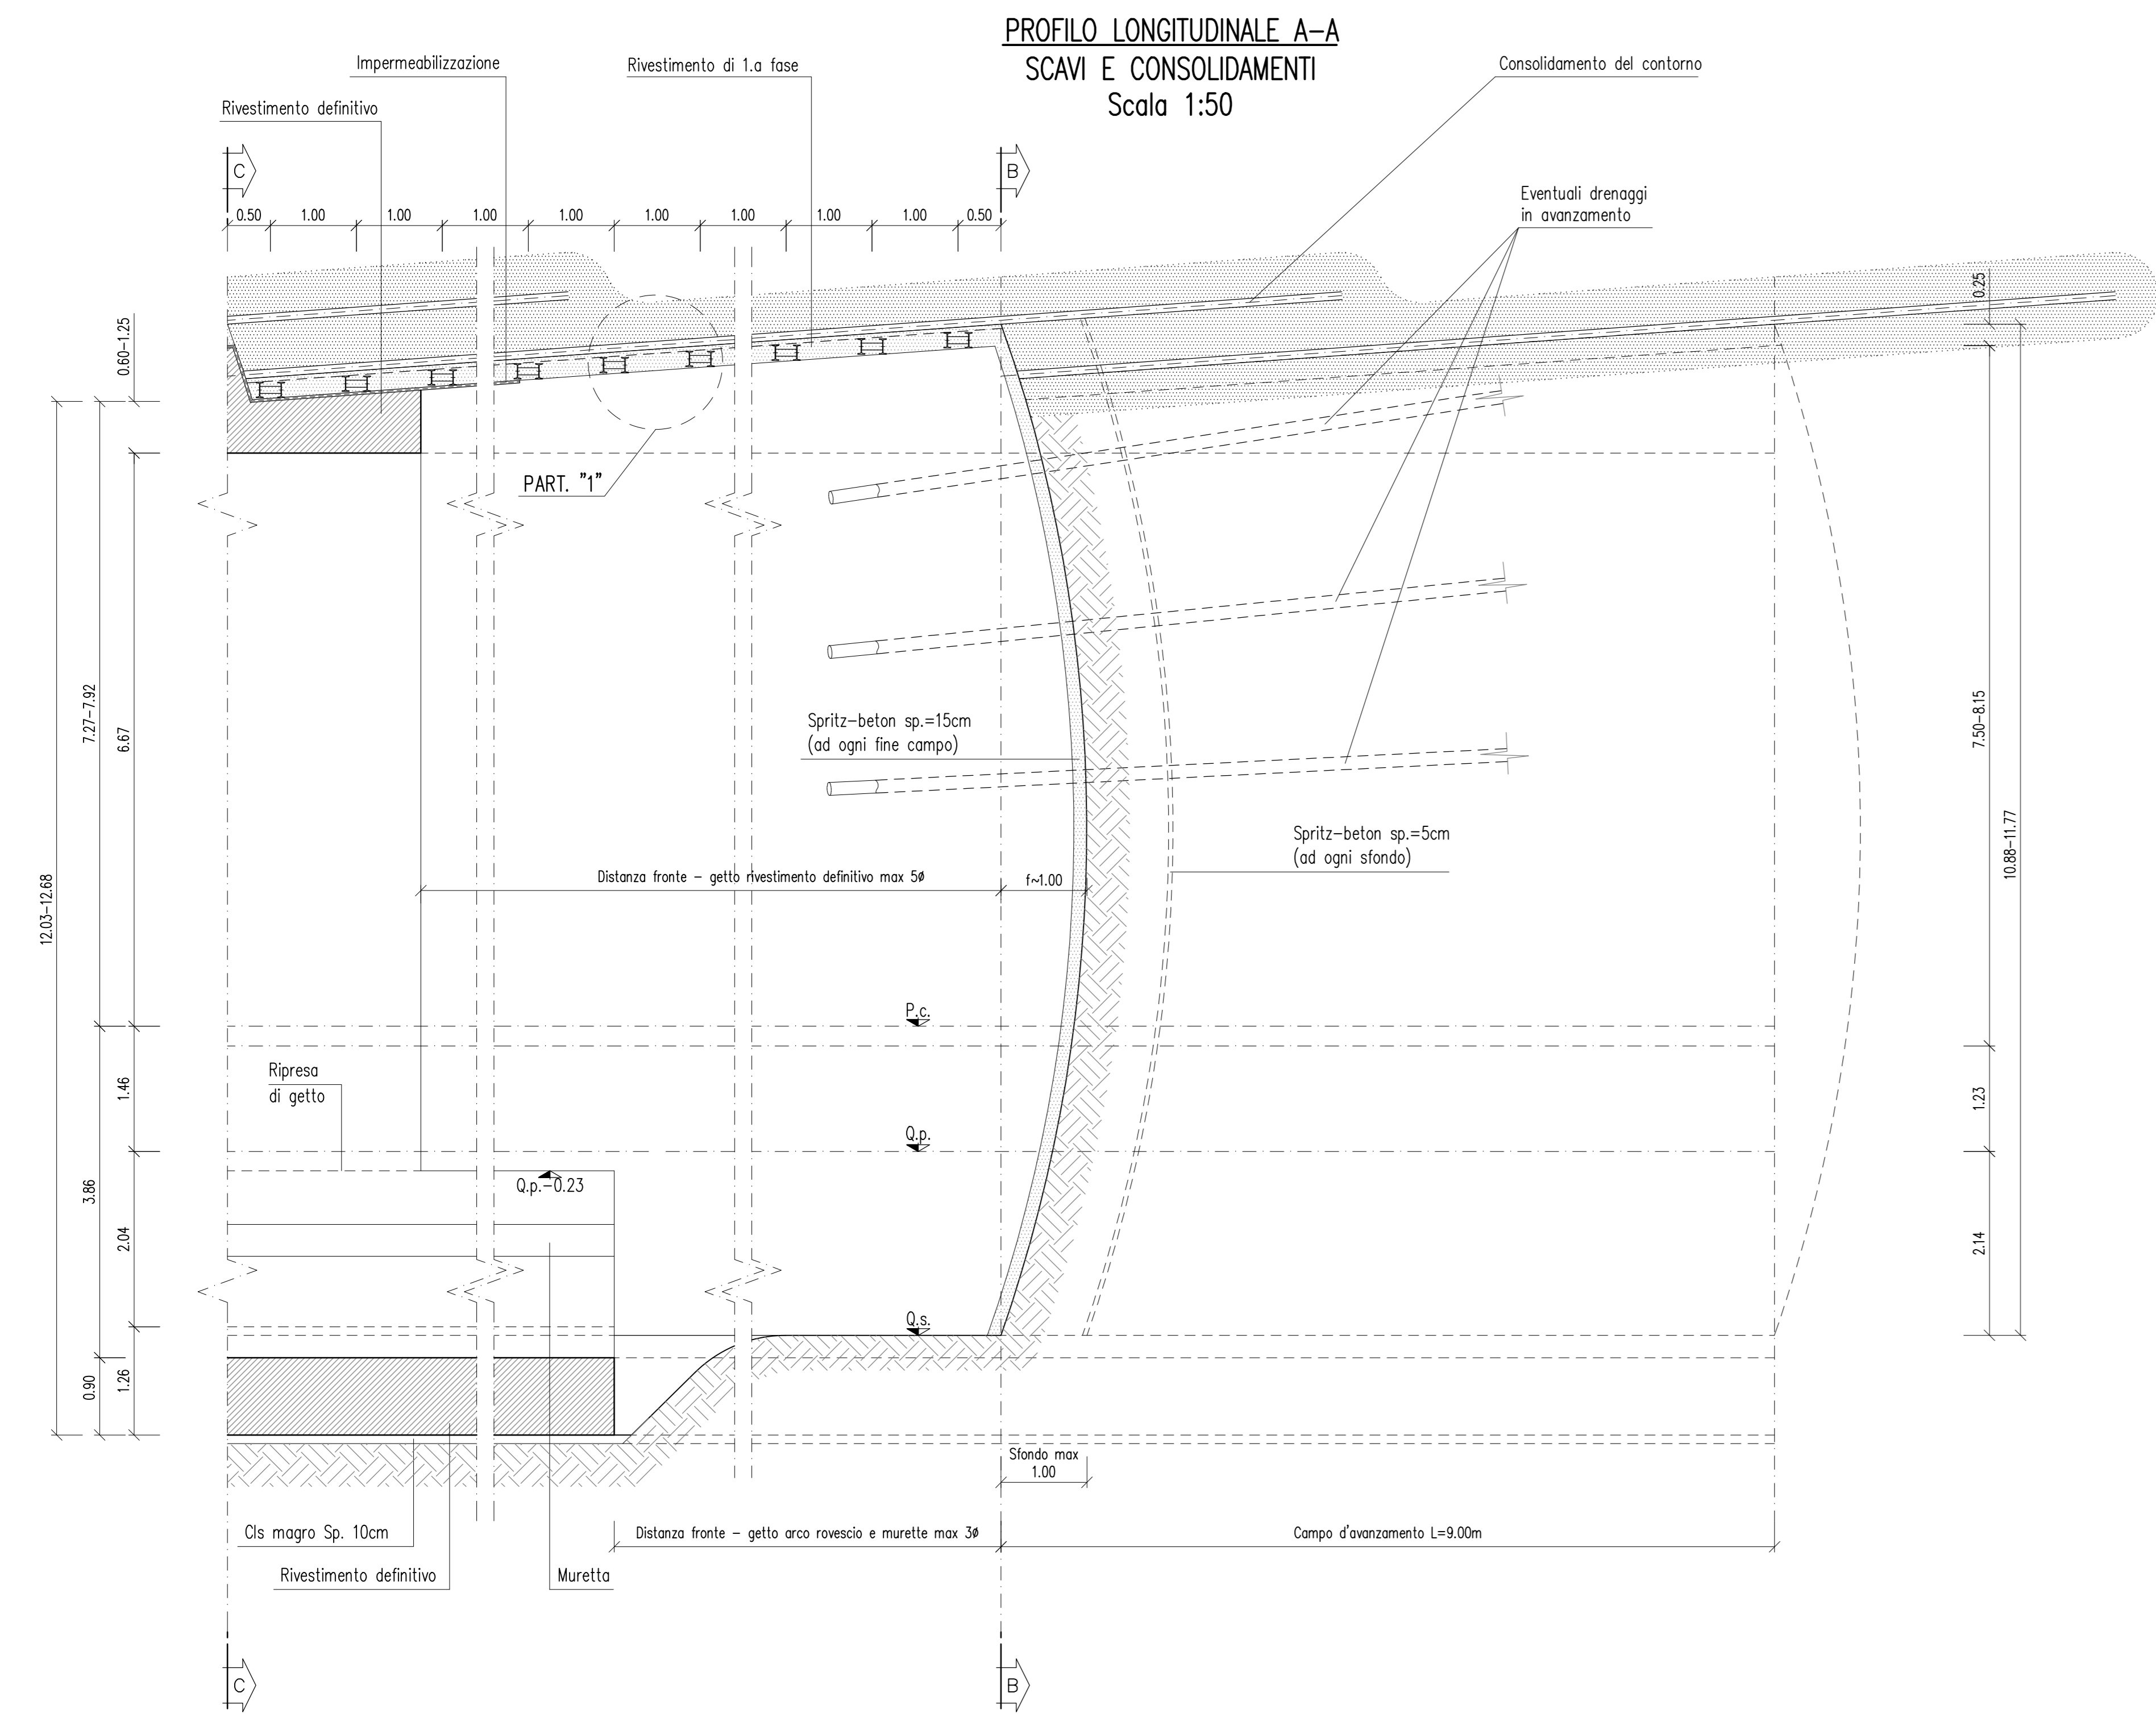 PROFILO LONGITUDINALE A-A
SCAVI E CONSOLIDAMENTI
Scala 1:50
Impermeabilizzazione
Rivestimento di 1.a fase
Consolidamento del contorno
Rivestimento definitivo
C
B
Eventuali drenaggi
in avanzamento
0.50 1.00 1.00 1.00 1.00 1.00 1.00 1.00 1.00 0.50
0.25
0.60-1.25
PART. "1"
7.27-7.92
6.67
Spritz-beton sp.=15cm
(ad ogni fine campo)
7.50-8.15
Spritz-beton sp.=5cm
(ad ogni sfondo)
10.88-11.77
12.03-12.68
Distanza fronte - getto rivestimento definitivo max 5ø
f~1.00
P.c.
Ripresa
di getto
1.46
1.23
Q.p.
Q.p.-0.23
3.86
2.04
2.14
Q.s.
0.90
1.26
Sfondo max
1.00
Cls magro Sp. 10cm
Distanza fronte - getto arco rovescio e murette max 3ø
Campo d'avanzamento L=9.00m
Rivestimento definitivo
Muretta
C
B